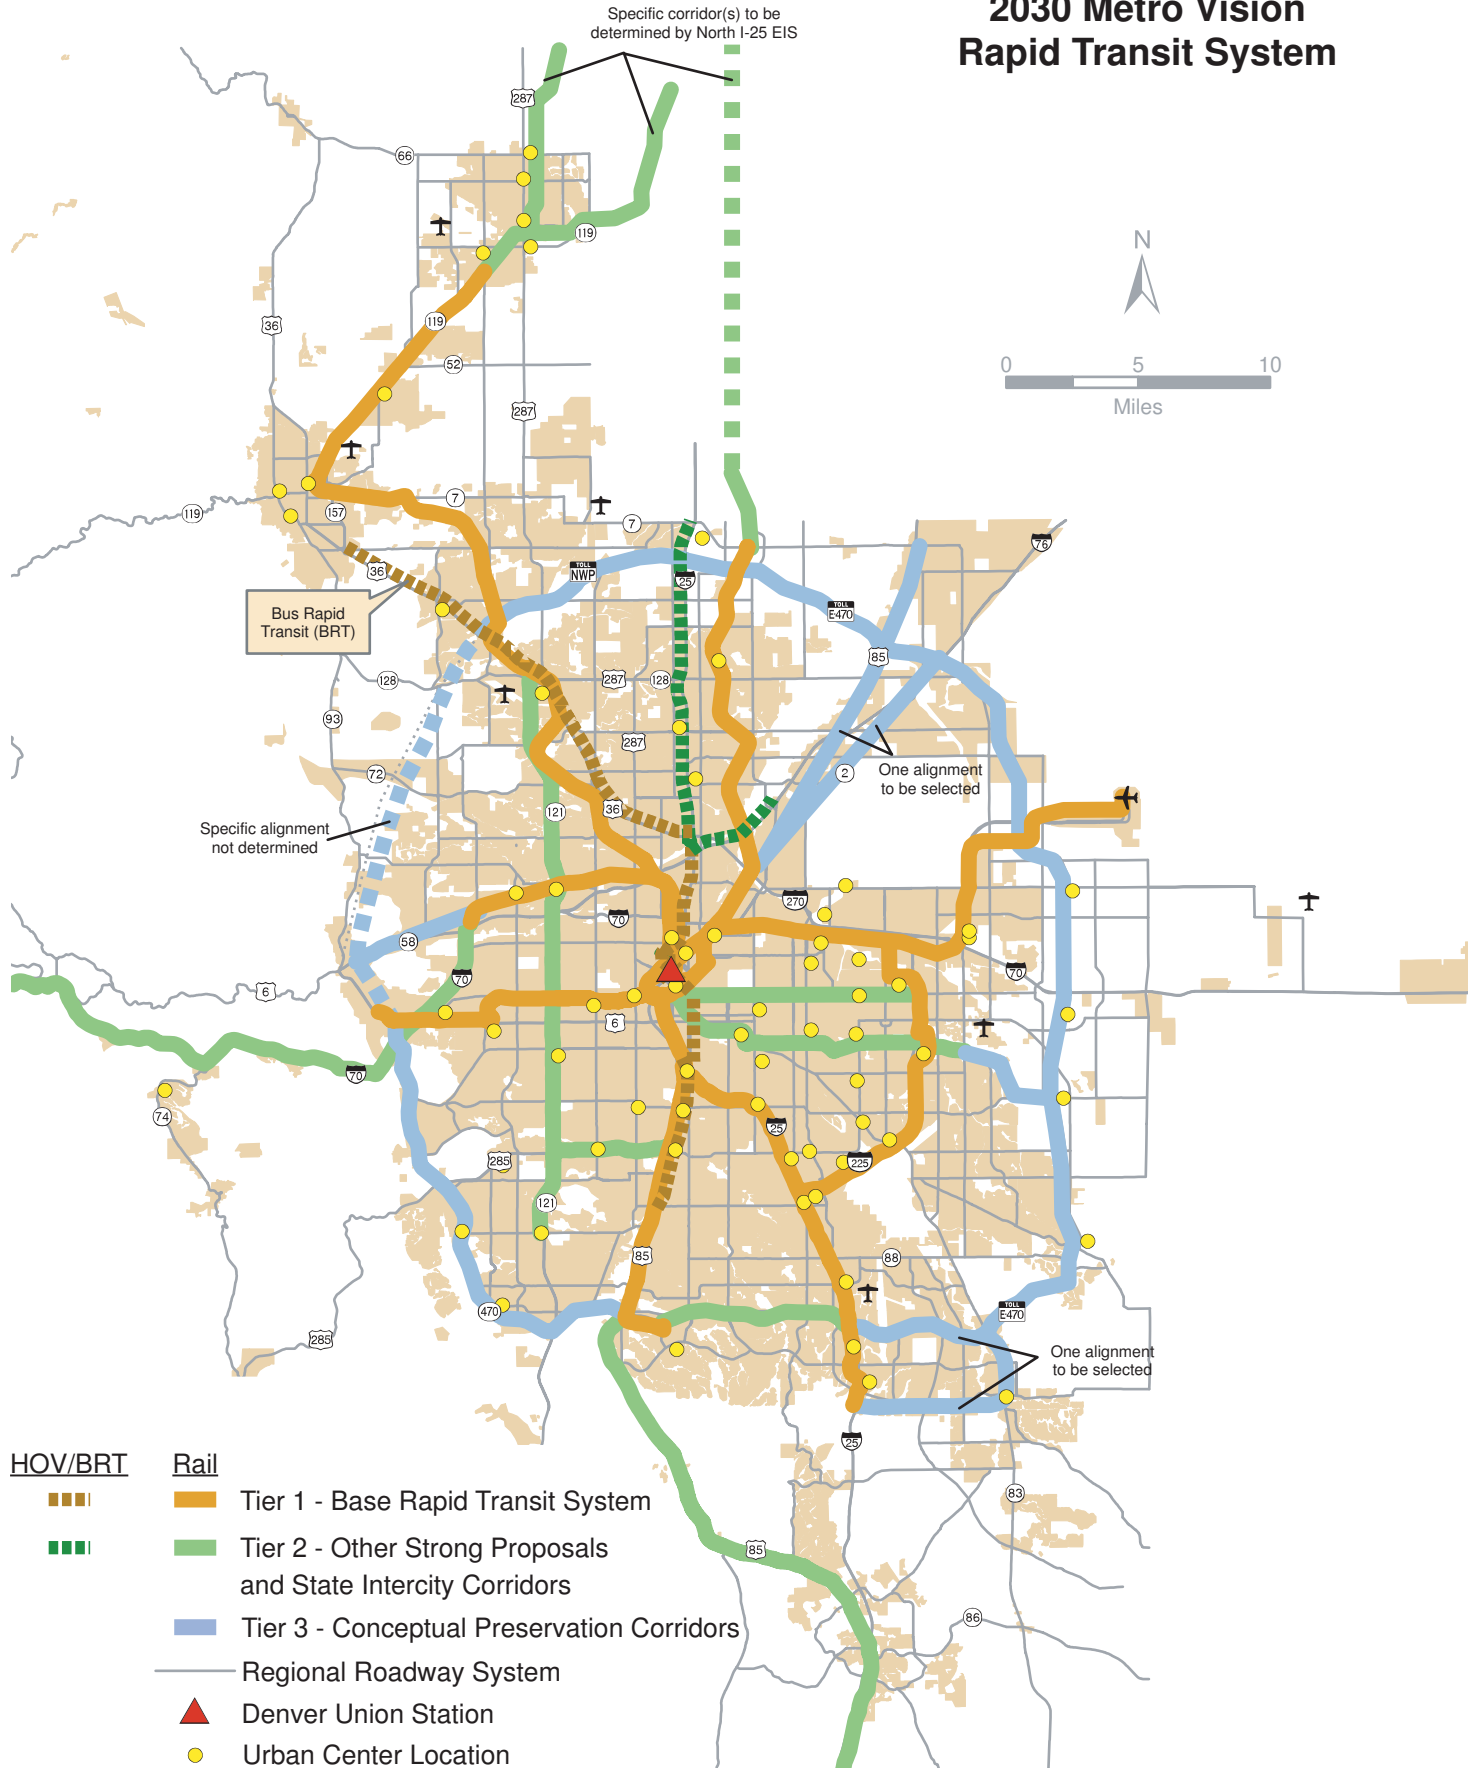 2030 Metro Vision
Rapid Transit System
Specific corridor(s) to be
determined by North I-25 EIS
287
66
119
N
0 5 10
Miles
36
119
52
287
7
119
157
7
76
36
TOLL
NWP
25
TOLL
E-470
Bus Rapid
Transit (BRT)
85
128
287
128
93
287
72
2
One alignment
to be selected
36
121
Specific alignment
not determined
270
70
58
70
70
6
6
70
74
25
285
225
121
85
88
470
TOLL
E-470
285
One alignment
to be selected
25
HOV/BRT Rail
Tier 1 - Base Rapid Transit System
83
Tier 2 - Other Strong Proposals
and State Intercity Corridors
85
Tier 3 - Conceptual Preservation Corridors
86
Regional Roadway System
Denver Union Station
Urban Center Location